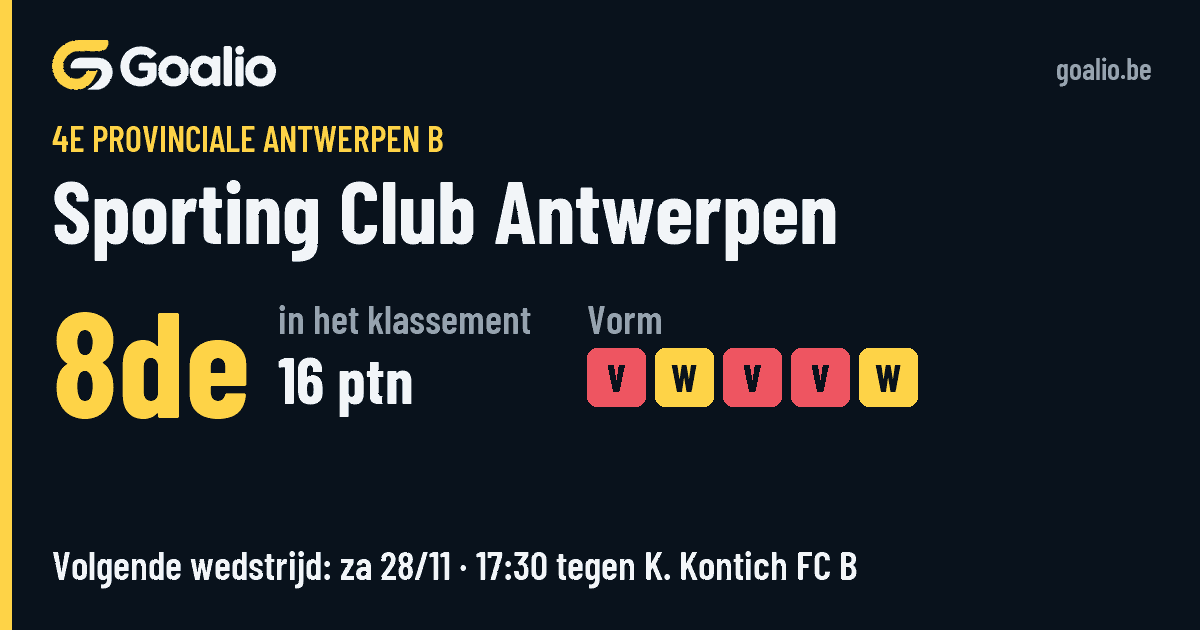 Goalio
goalio.be
4E PROVINCIALE ANTWERPEN B
Sporting Club Antwerpen
8de
in het klassement
16 ptn
Vorm
V W V V W
Volgende wedstrijd: za 28/11 · 17:30 tegen K. Kontich FC B